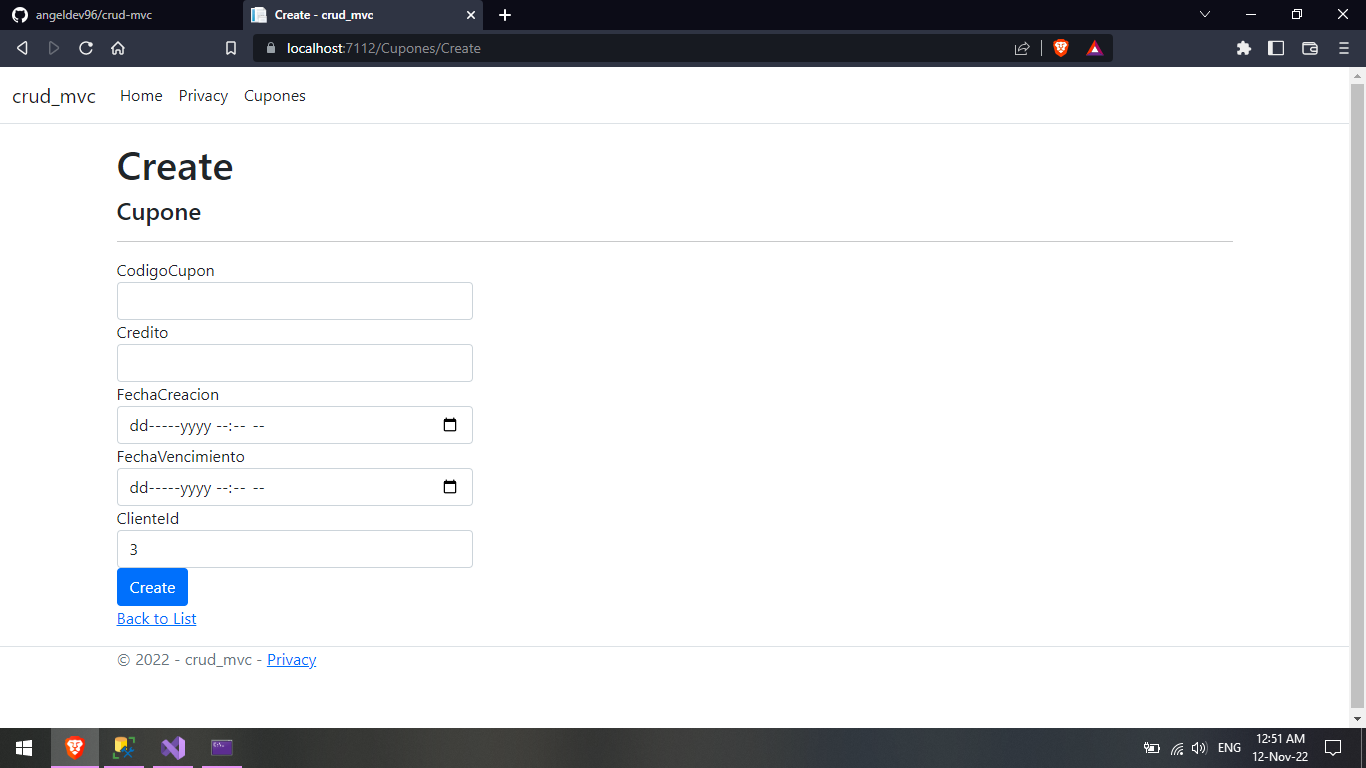 angeldev96/crud-mvc
Create - crud_mvc
localhost:7112/Cupones/Create
crud_mvc Home Privacy Cupones
Create
Cupone
CodigoCupon
Credito
FechaCreacion
dd-----yyyy --:-- --
FechaVencimiento
dd-----yyyy --:-- --
ClienteId
3
Create
Back to List
© 2022 - crud_mvc - Privacy
ENG
12:51 AM
12-Nov-22